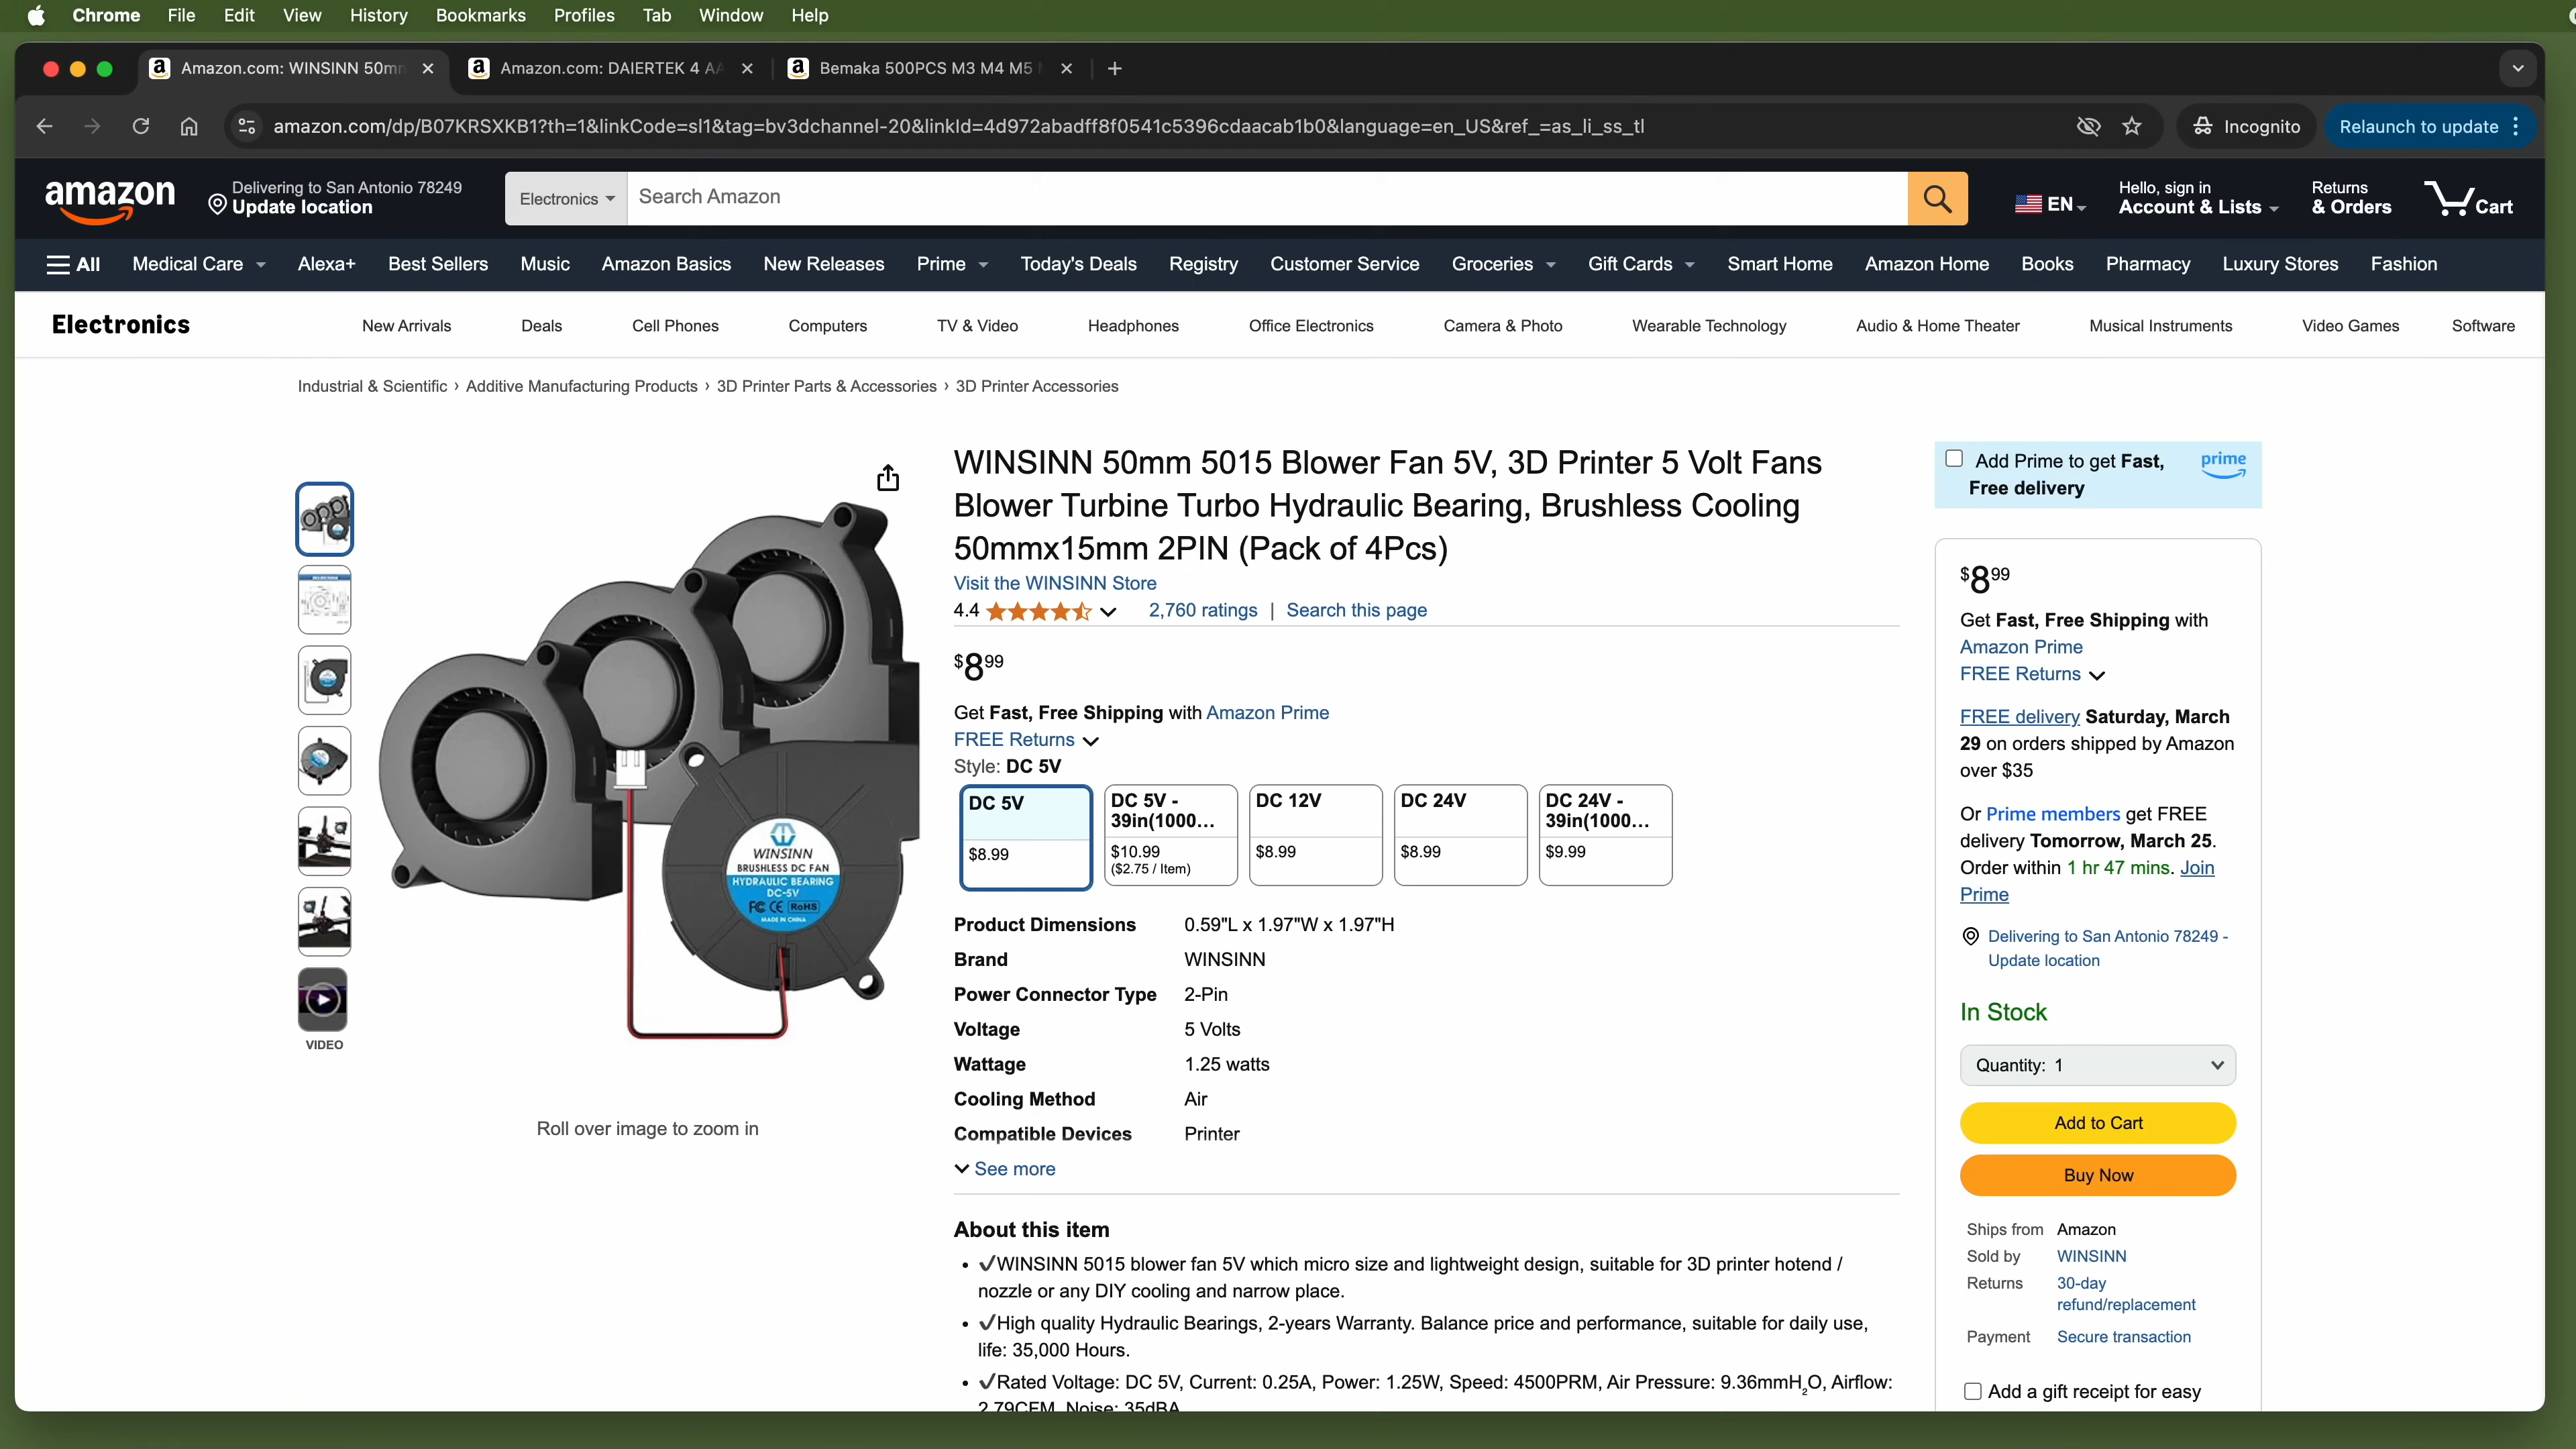 Chrome File Edit View History Bookmarks Profiles Tab Window Help
Amazon.com: WINSINN 50m
Amazon.com: DAIERTEK 4 AA
Bemaka 500PCS M3 M4 M5
amazon.com/dp/B07KRSXKB1?th=1&linkCode=sl1&tag=bv3dchannel-20&linkId=4d972abadff8f0541c5396cdaacab1b0&language=en_US&ref_=as_li_ss_tl
Incognito
Relaunch to update
amazon
Delivering to San Antonio 78249
Update location
Electronics
Search Amazon
EN
Hello, sign in
Account & Lists
Returns
& Orders
Cart
All Medical Care Alexa+ Best Sellers Music Amazon Basics New Releases Prime Today's Deals Registry Customer Service Groceries Gift Cards Smart Home Amazon Home Books Pharmacy Luxury Stores Fashion
Electronics New Arrivals Deals Cell Phones Computers TV & Video Headphones Office Electronics Camera & Photo Wearable Technology Audio & Home Theater Musical Instruments Video Games Software
Industrial & Scientific › Additive Manufacturing Products › 3D Printer Parts & Accessories › 3D Printer Accessories
VIDEO
WINSINN
BRUSHLESS DC FAN
HYDRAULIC BEARING
DC-5V
FC CE RoHS
MADE IN CHINA
Roll over image to zoom in
WINSINN 50mm 5015 Blower Fan 5V, 3D Printer 5 Volt Fans
Blower Turbine Turbo Hydraulic Bearing, Brushless Cooling
50mmx15mm 2PIN (Pack of 4Pcs)
Visit the WINSINN Store
4.4 2,760 ratings | Search this page
$8 99
Get Fast, Free Shipping with Amazon Prime
FREE Returns
Style: DC 5V
DC 5V
$8.99
DC 5V -
39in(1000...
$10.99
($2.75 / Item)
DC 12V
$8.99
DC 24V
$8.99
DC 24V -
39in(1000...
$9.99
Product Dimensions 0.59"L x 1.97"W x 1.97"H
Brand WINSINN
Power Connector Type 2-Pin
Voltage 5 Volts
Wattage 1.25 watts
Cooling Method Air
Compatible Devices Printer
See more
About this item
• ✓WINSINN 5015 blower fan 5V which micro size and lightweight design, suitable for 3D printer hotend /
nozzle or any DIY cooling and narrow place.
• ✓High quality Hydraulic Bearings, 2-years Warranty. Balance price and performance, suitable for daily use,
life: 35,000 Hours.
• ✓Rated Voltage: DC 5V, Current: 0.25A, Power: 1.25W, Speed: 4500PRM, Air Pressure: 9.36mmH₂O, Airflow:
2.79CFM, Noise: 35dBA
Add Prime to get Fast,
Free delivery
prime
$8 99
Get Fast, Free Shipping with
Amazon Prime
FREE Returns
FREE delivery Saturday, March
29 on orders shipped by Amazon
over $35
Or Prime members get FREE
delivery Tomorrow, March 25.
Order within 1 hr 47 mins. Join
Prime
Delivering to San Antonio 78249 -
Update location
In Stock
Quantity: 1
Add to Cart
Buy Now
Ships from Amazon
Sold by WINSINN
Returns 30-day
refund/replacement
Payment Secure transaction
Add a gift receipt for easy